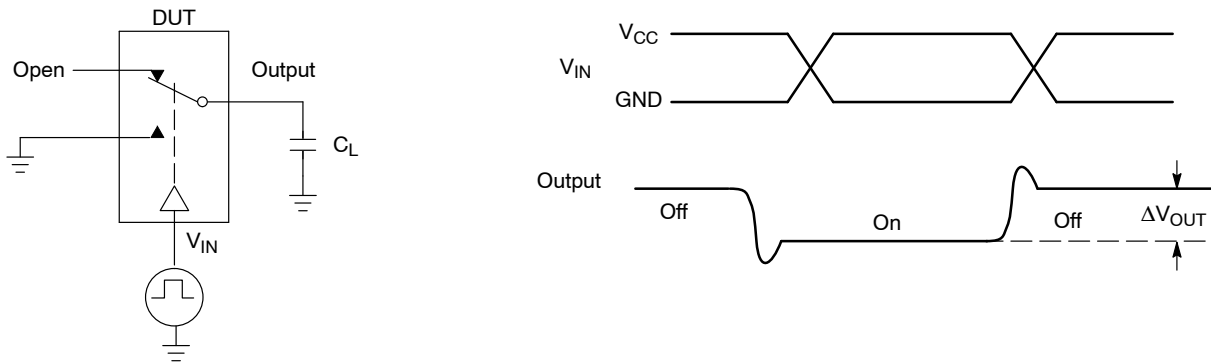 DUT
Open
Output
C_L
V_IN
V_CC
V_IN
GND
Output
Off
On
Off
ΔV_OUT